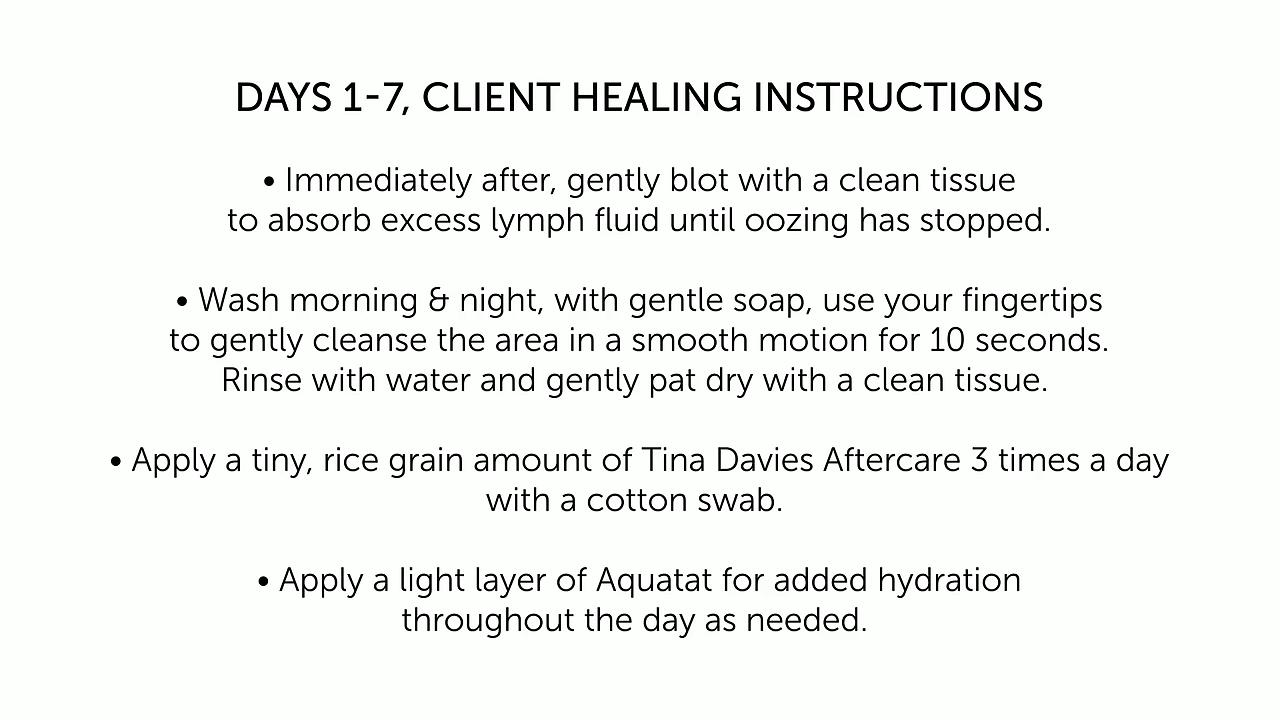 DAYS 1-7, CLIENT HEALING INSTRUCTIONS
• Immediately after, gently blot with a clean tissue
to absorb excess lymph fluid until oozing has stopped.
• Wash morning & night, with gentle soap, use your fingertips
to gently cleanse the area in a smooth motion for 10 seconds.
Rinse with water and gently pat dry with a clean tissue.
• Apply a tiny, rice grain amount of Tina Davies Aftercare 3 times a day
with a cotton swab.
• Apply a light layer of Aquatat for added hydration
throughout the day as needed.